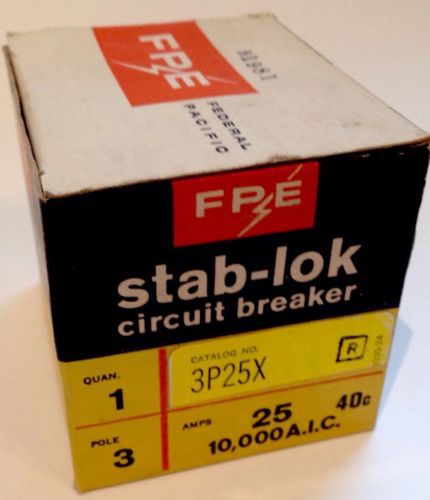 FPE
FEDERAL
PACIFIC
FPE
stab-lok
circuit breaker
CATALOG NO.
3P25X
R
QUAN.
1
POLE
3
AMPS
25
40c
10,000 A.I.C.